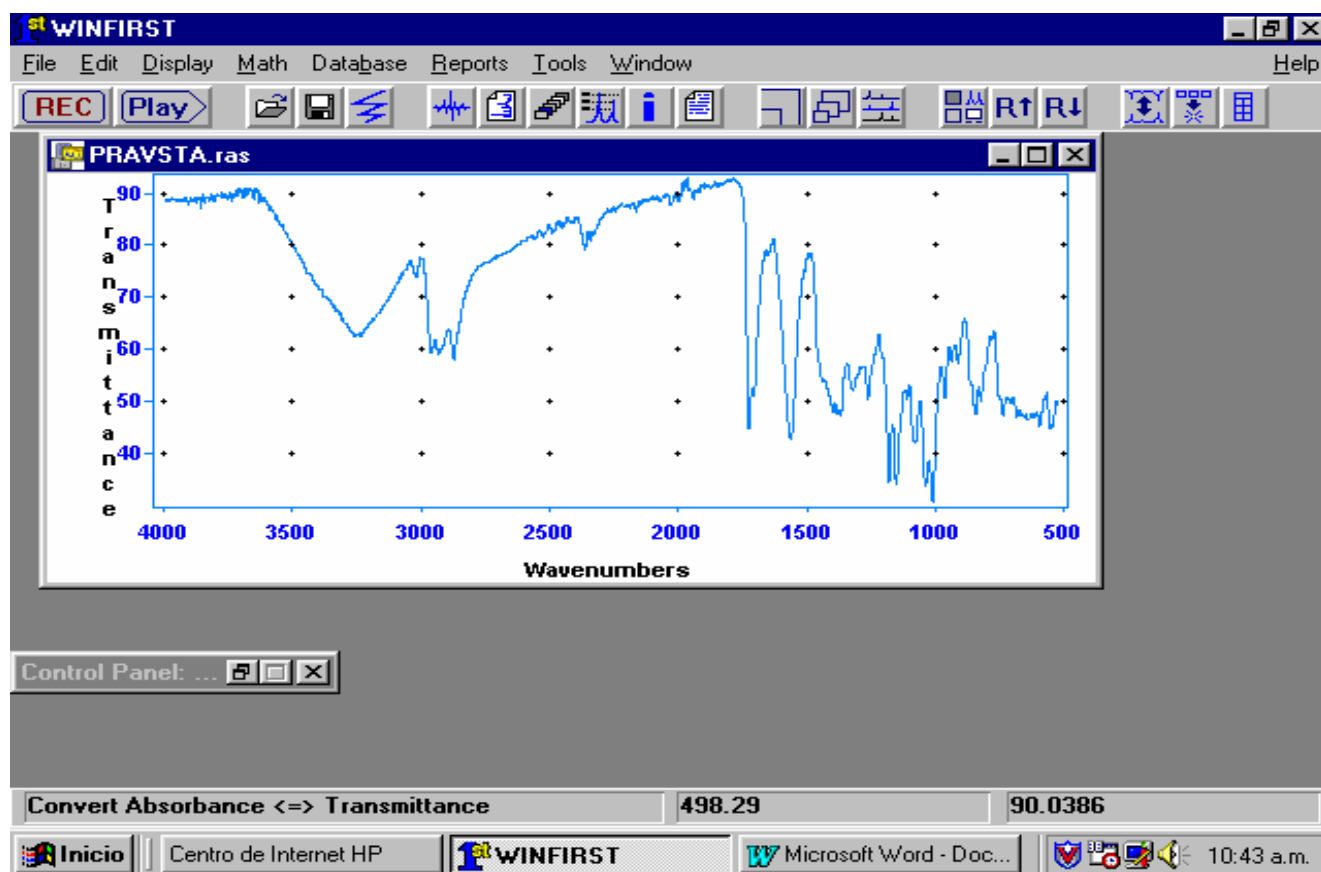 1st WINFIRST
File Edit Display Math Database Reports Tools Window Help
REC Play R↑ R↓
PRAVSTA.ras
Transmittance
90
80
70
60
50
40
4000 3500 3000 2500 2000 1500 1000 500
Wavenumbers
Control Panel: ...
Convert Absorbance <=> Transmittance 498.29 90.0386
Inicio Centro de Internet HP 1st WINFIRST Microsoft Word - Doc... 10:43 a.m.